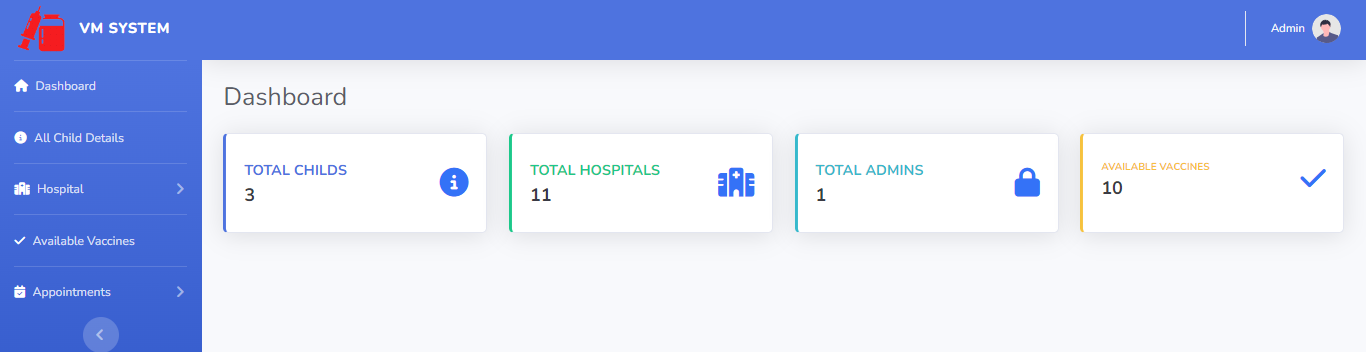 VM SYSTEM
Admin
Dashboard
All Child Details
Hospital
Available Vaccines
Appointments
Dashboard
TOTAL CHILDS
3
TOTAL HOSPITALS
11
TOTAL ADMINS
1
AVAILABLE VACCINES
10